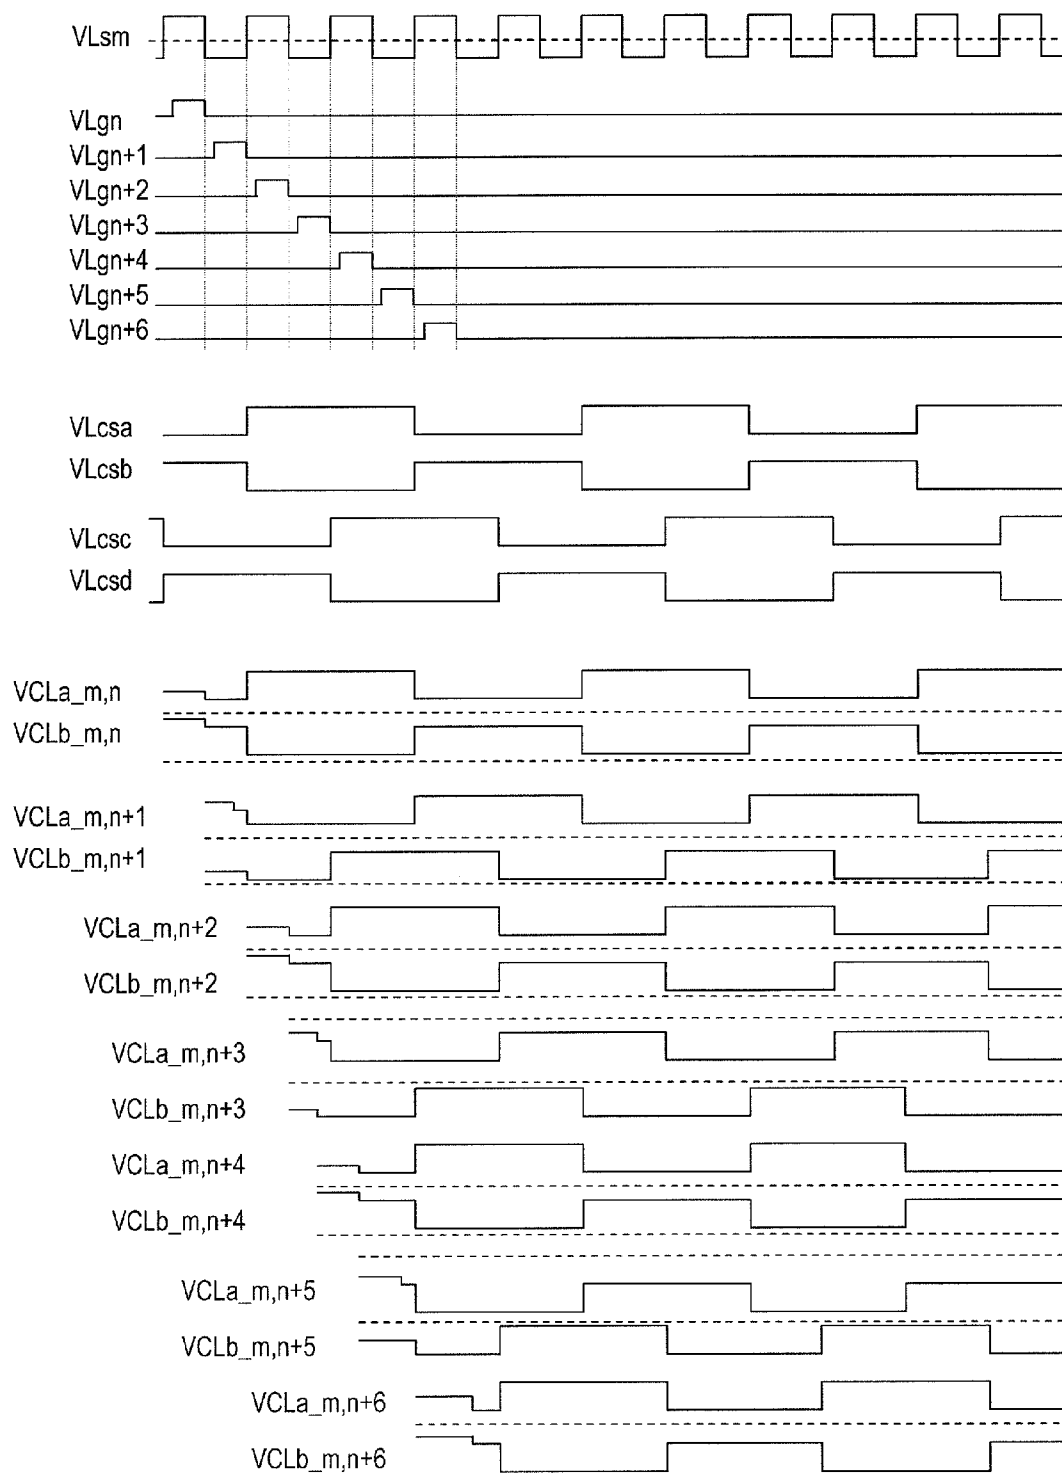 VLsm
VLgn
VLgn+1
VLgn+2
VLgn+3
VLgn+4
VLgn+5
VLgn+6
VLcsa
VLcsb
VLcsc
VLcsd
VCLa_m,n
VCLb_m,n
VCLa_m,n+1
VCLb_m,n+1
VCLa_m,n+2
VCLb_m,n+2
VCLa_m,n+3
VCLb_m,n+3
VCLa_m,n+4
VCLb_m,n+4
VCLa_m,n+5
VCLb_m,n+5
VCLa_m,n+6
VCLb_m,n+6